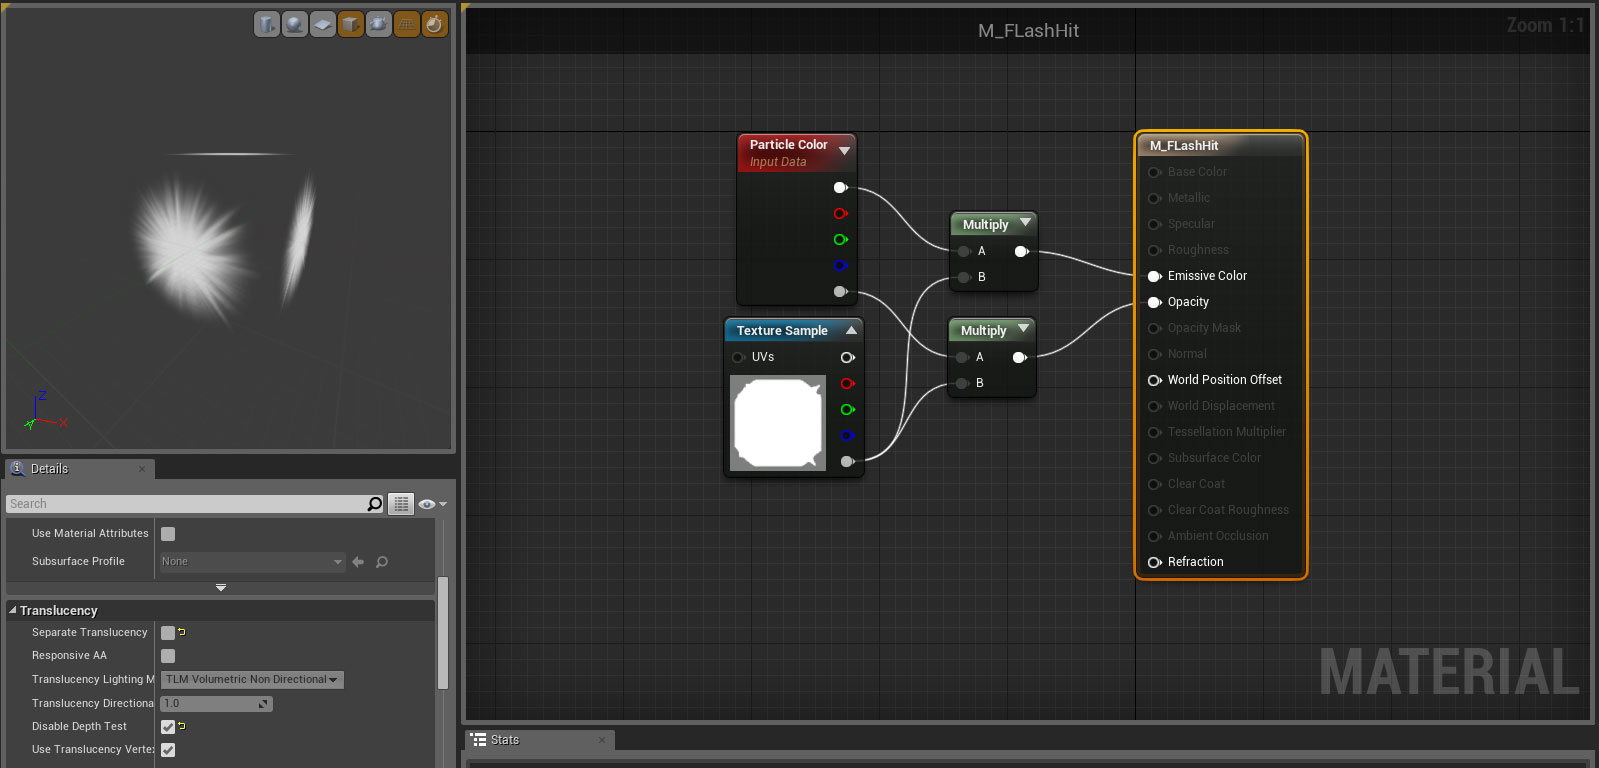 M_FLashHit
Zoom 1:1
Z
X
Particle Color
Input Data
Texture Sample
UVs
Multiply
A
B
Multiply
A
B
M_FLashHit
Base Color
Metallic
Specular
Roughness
Emissive Color
Opacity
Opacity Mask
Normal
World Position Offset
World Displacement
Tessellation Multiplier
Subsurface Color
Clear Coat
Clear Coat Roughness
Ambient Occlusion
Refraction
MATERIAL
Details
Search
Use Material Attributes
Subsurface Profile
None
Translucency
Separate Translucency
Responsive AA
Translucency Lighting M
TLM Volumetric Non Directional
Translucency Directiona
1.0
Disable Depth Test
Use Translucency Verte
Stats